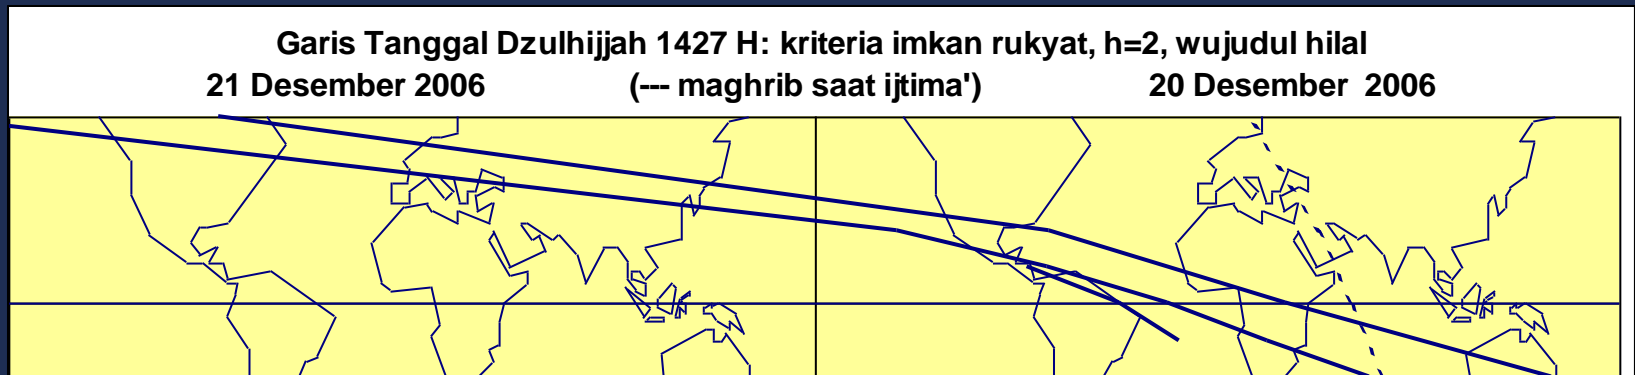 Garis Tanggal Dzulhijjah 1427 H: kriteria imkan rukyat, h=2, wujudul hilal
21 Desember 2006 (--- maghrib saat ijtima') 20 Desember 2006